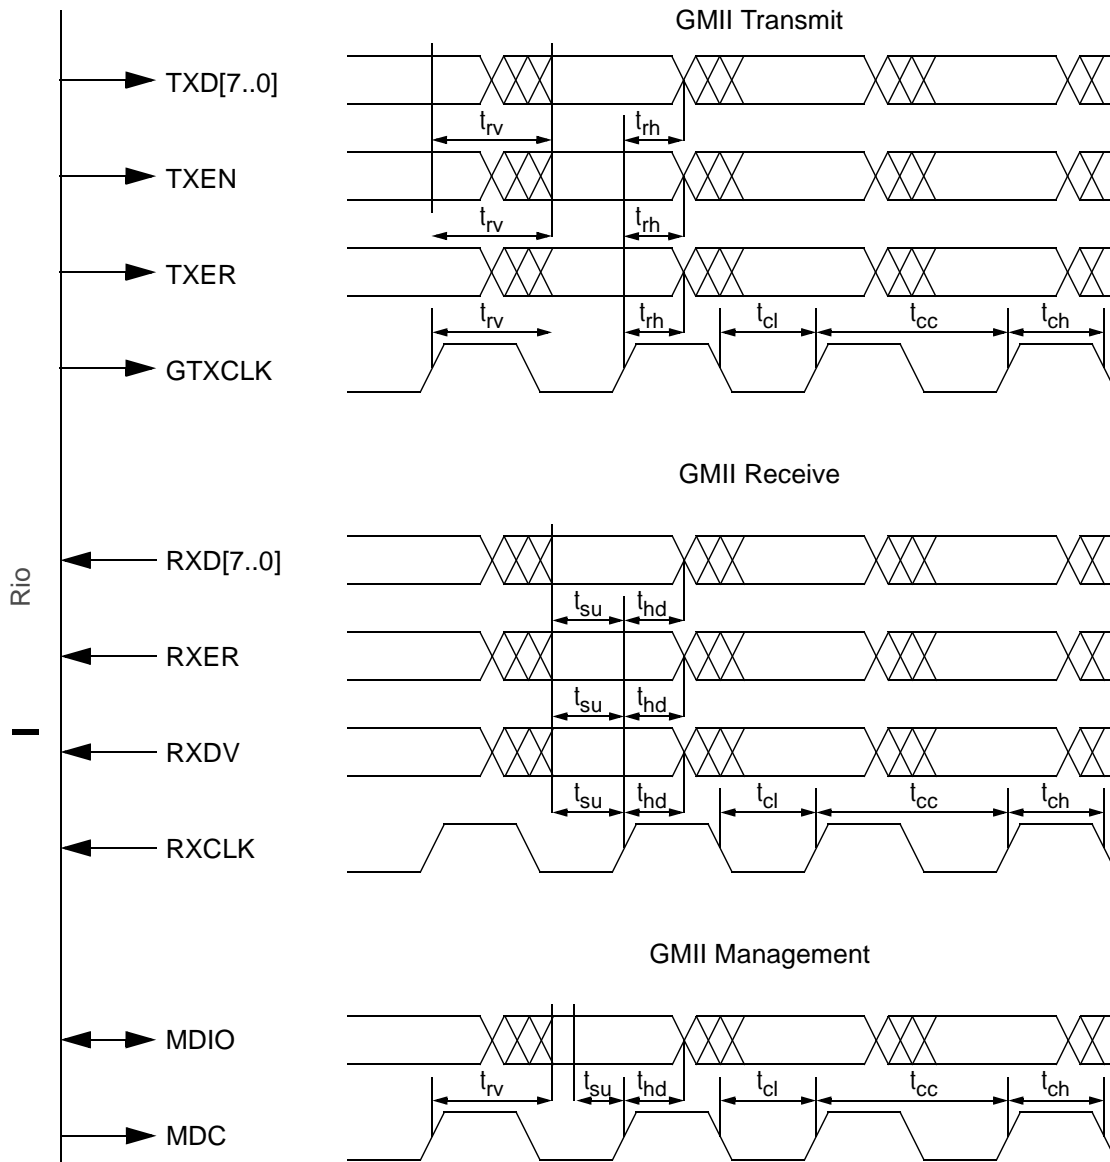 GMII Transmit
TXD[7..0]
trv trh
TXEN
trv trh
TXER
trv trh tcl tcc tch
GTXCLK
GMII Receive
RXD[7..0]
Rio
tsu thd
RXER
tsu thd
RXDV
tsu thd tcl tcc tch
RXCLK
GMII Management
MDIO
trv tsu thd tcl tcc tch
MDC